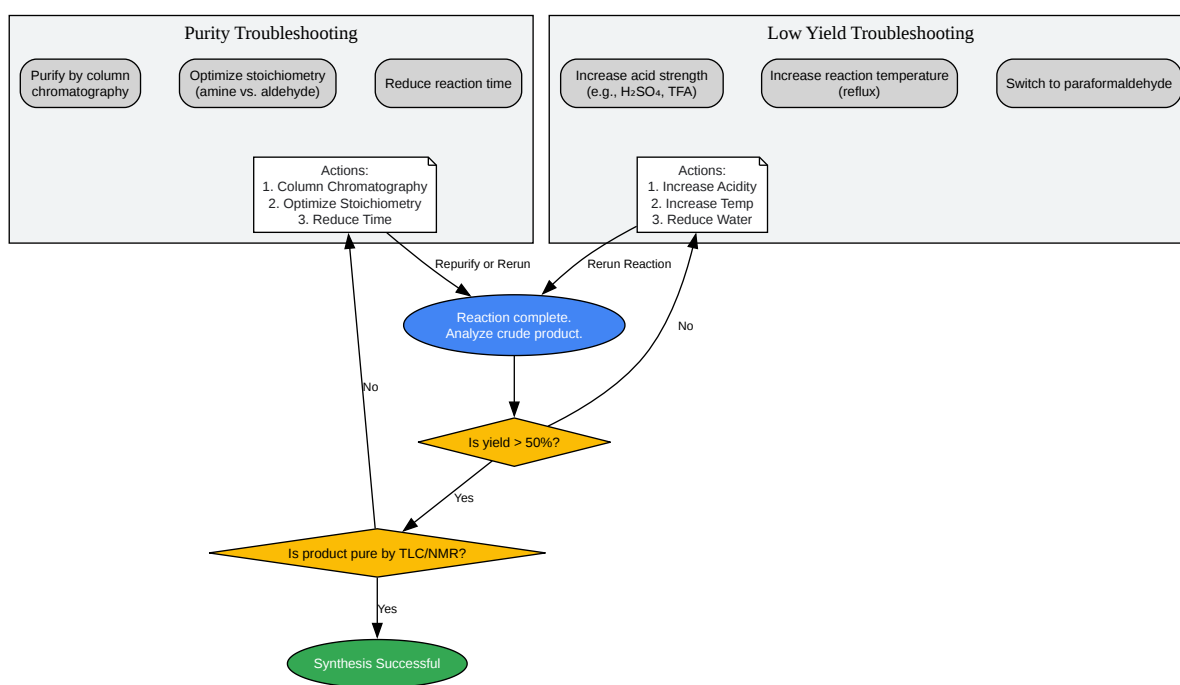 Purity Troubleshooting
Purify by column
chromatography
Optimize stoichiometry
(amine vs. aldehyde)
Reduce reaction time
Actions:
1. Column Chromatography
2. Optimize Stoichiometry
3. Reduce Time
Low Yield Troubleshooting
Increase acid strength
(e.g., H₂SO₄, TFA)
Increase reaction temperature
(reflux)
Switch to paraformaldehyde
Actions:
1. Increase Acidity
2. Increase Temp
3. Reduce Water
Repurify or Rerun
Rerun Reaction
Reaction complete.
Analyze crude product.
No
No
Is yield > 50%?
Yes
Is product pure by TLC/NMR?
Yes
Synthesis Successful